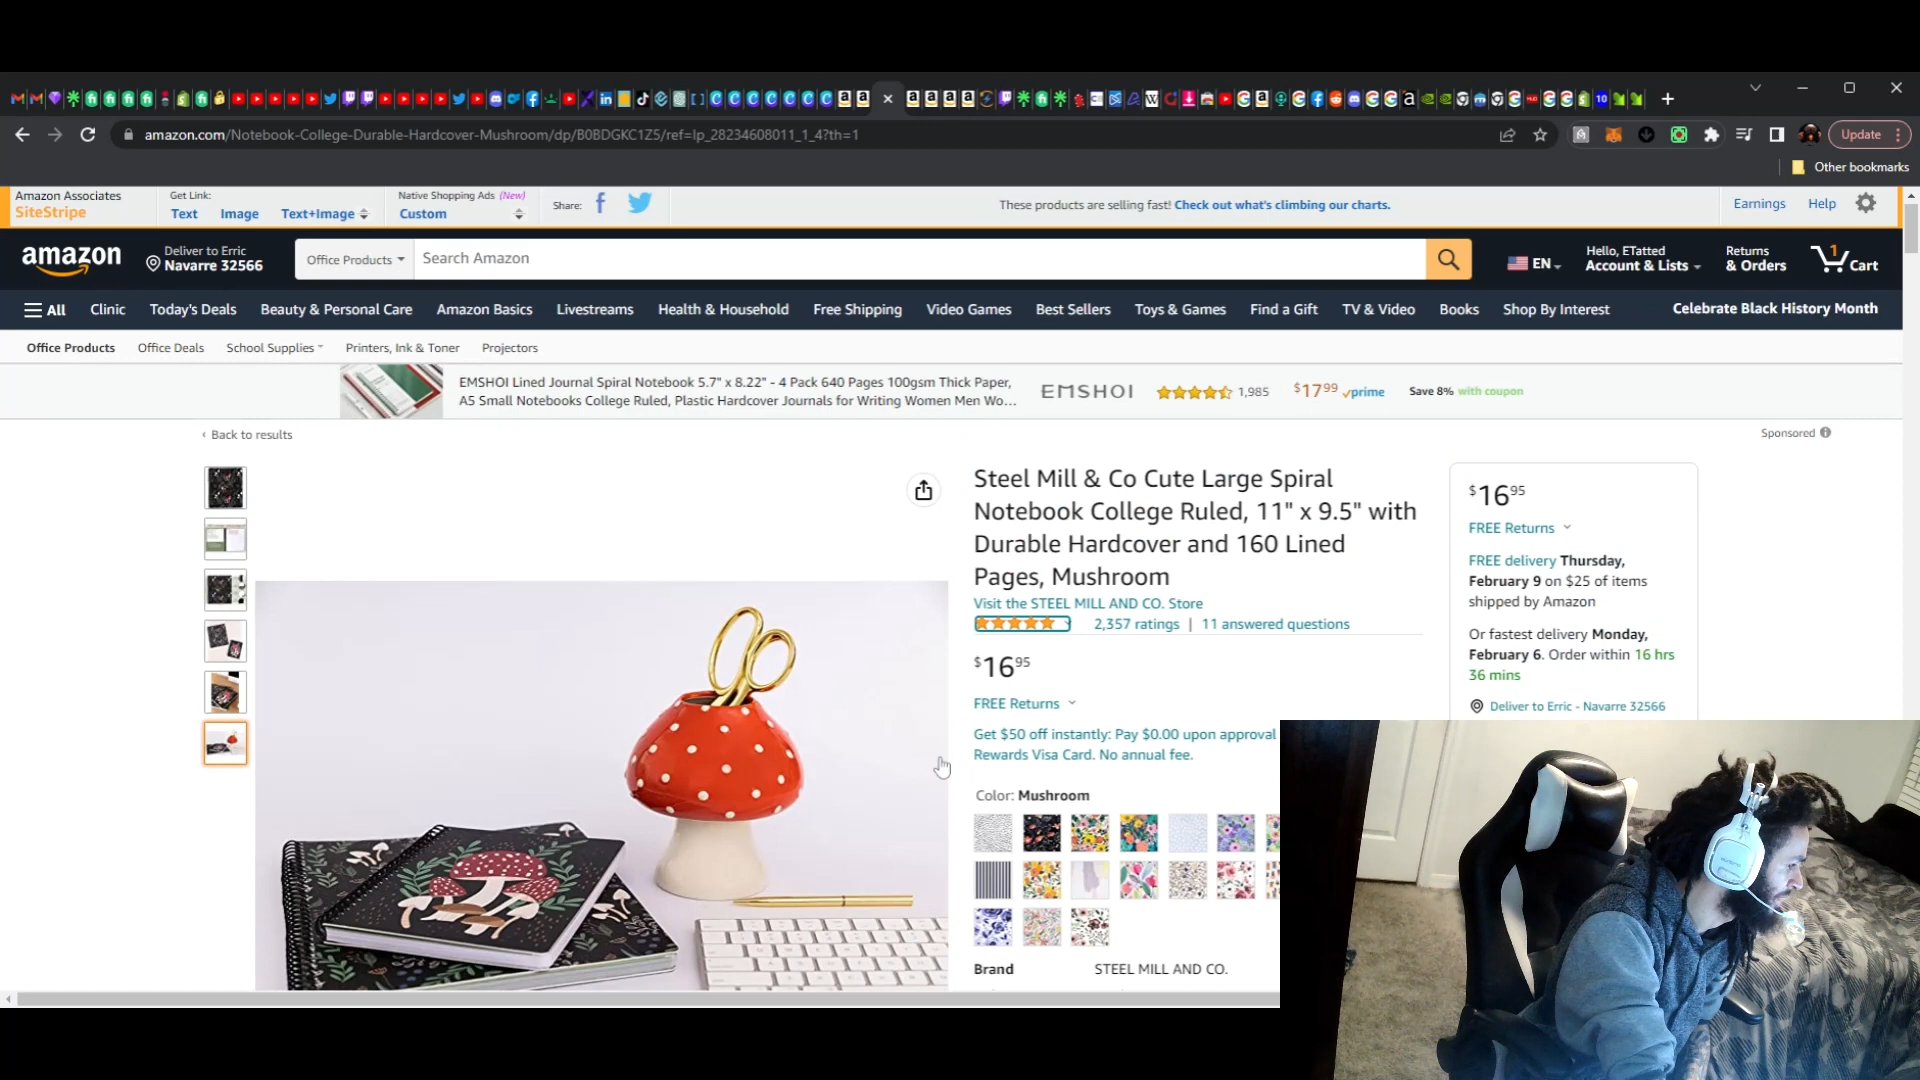 amazon.com/Notebook-College-Durable-Hardcover-Mushroom/dp/B0BDGKC1Z5/ref=lp_28234608011_1_4?th=1
Update
Other bookmarks
Amazon Associates
SiteStripe
Get Link:
Text Image Text+Image
Native Shopping Ads (New)
Custom
Share:
These products are selling fast! Check out what's climbing our charts.
Earnings Help
amazon
Deliver to Erric
Navarre 32566
Office Products
Search Amazon
EN
Hello, ETatted
Account & Lists
Returns
& Orders
1
Cart
All Clinic Today's Deals Beauty & Personal Care Amazon Basics Livestreams Health & Household Free Shipping Video Games Best Sellers Toys & Games Find a Gift TV & Video Books Shop By Interest Celebrate Black History Month
Office Products Office Deals School Supplies Printers, Ink & Toner Projectors
EMSHOI Lined Journal Spiral Notebook 5.7" x 8.22" - 4 Pack 640 Pages 100gsm Thick Paper,
A5 Small Notebooks College Ruled, Plastic Hardcover Journals for Writing Women Men Wo...
EMSHOI
1,985
$17 99 prime
Save 8% with coupon
‹ Back to results
Sponsored
Steel Mill & Co Cute Large Spiral
Notebook College Ruled, 11" x 9.5" with
Durable Hardcover and 160 Lined
Pages, Mushroom
Visit the STEEL MILL AND CO. Store
2,357 ratings | 11 answered questions
$16 95
FREE Returns
Get $50 off instantly: Pay $0.00 upon approval
Rewards Visa Card. No annual fee.
Color: Mushroom
Brand STEEL MILL AND CO.
$16 95
FREE Returns
FREE delivery Thursday,
February 9 on $25 of items
shipped by Amazon
Or fastest delivery Monday,
February 6. Order within 16 hrs
36 mins
Deliver to Erric - Navarre 32566